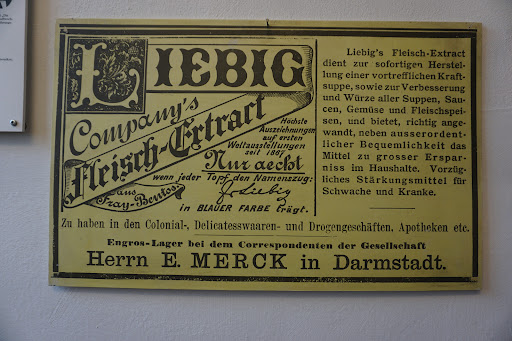 LIEBIG
Company's
Fleisch-Extract
aus
Fray-Bentos.
Höchste
Auszeichnungen
auf ersten
Weltausstellungen
seit 1867
Nur aecht
wenn jeder Topf den Namenszug:
J. v. Liebig
in BLAUER FARBE trägt.
Liebig's Fleisch-Extract
dient zur sofortigen Herstel-
lung einer vortrefflichen Kraft-
suppe, sowie zur Verbesserung
und Würze aller Suppen, Sau-
cen, Gemüse und Fleischspei-
sen, und bietet, richtig ange-
wandt, neben ausserordent-
licher Bequemlichkeit das
Mittel zu grosser Erspar-
niss im Haushalte. Vorzüg-
liches Stärkungsmittel für
Schwache und Kranke.
Zu haben in den Colonial-, Delicatesswaaren- und Drogengeschäften, Apotheken etc.
Engros-Lager bei dem Correspondenten der Gesellschaft
Herrn E. MERCK in Darmstadt.